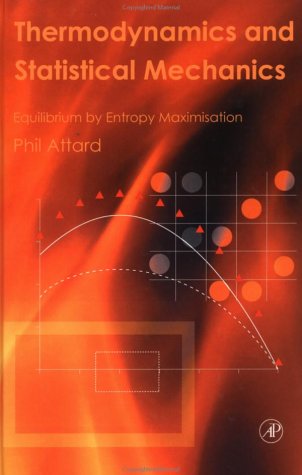 Thermodynamics and
Statistical Mechanics
Equilibrium by Entropy Maximisation
Phil Attard
AP